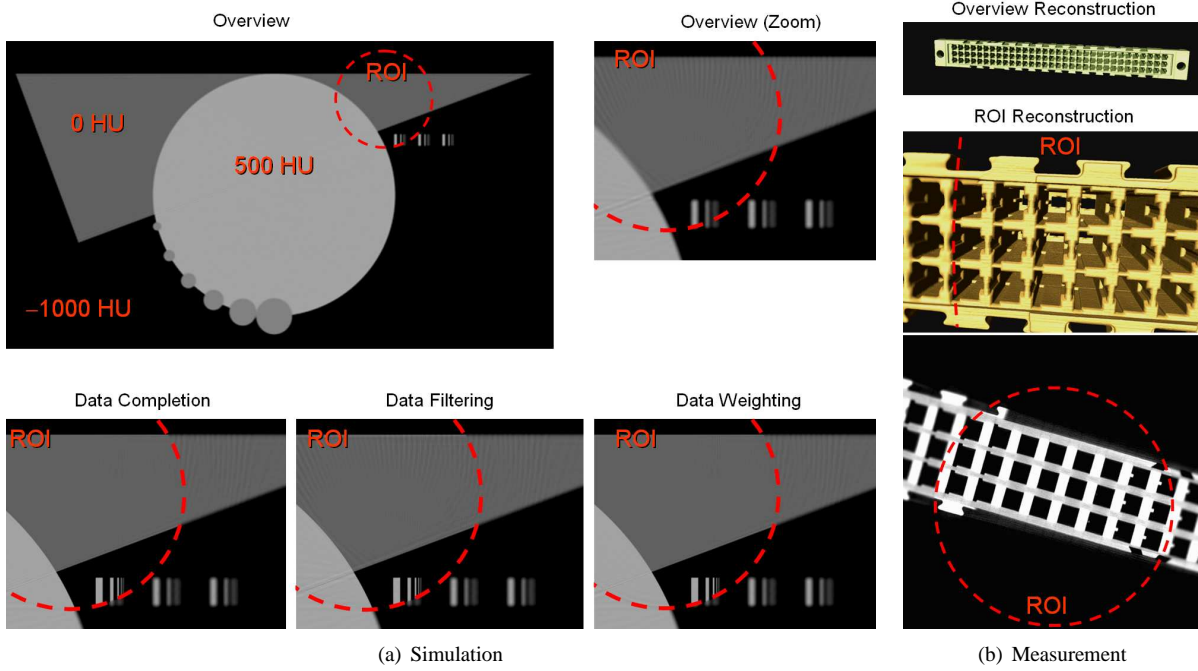 Overview
ROI
0 HU
500 HU
–1000 HU
Overview (Zoom)
ROI
Data Completion
ROI
Data Filtering
ROI
Data Weighting
ROI
(a) Simulation
Overview Reconstruction
ROI Reconstruction
ROI
ROI
(b) Measurement